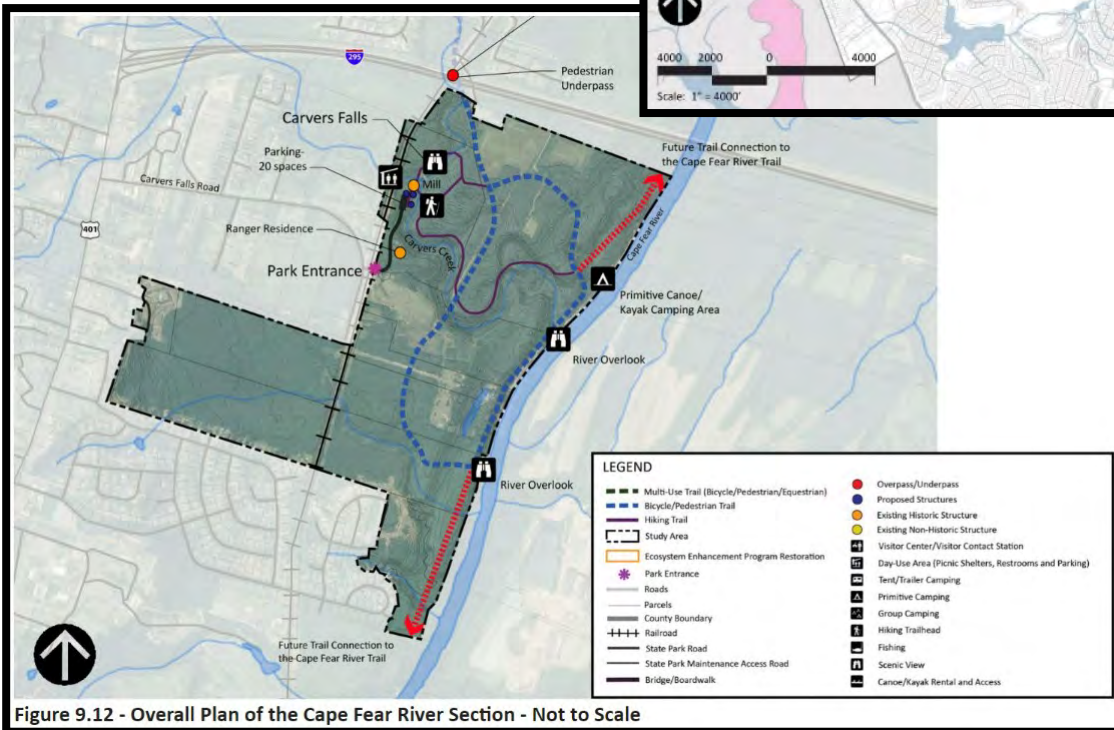 4000 2000 0 4000
Scale: 1" = 4000'
295
Pedestrian
Underpass
Carvers Falls
Parking-
20 spaces
Mill
Carvers Falls Road
401
Ranger Residence
Carvers Creek
Park Entrance
Future Trail Connection to
the Cape Fear River Trail
Cape Fear River
Primitive Canoe/
Kayak Camping Area
River Overlook
River Overlook
Future Trail Connection to
the Cape Fear River Trail
LEGEND
Multi-Use Trail (Bicycle/Pedestrian/Equestrian)
Bicycle/Pedestrian Trail
Hiking Trail
Study Area
Ecosystem Enhancement Program Restoration
Park Entrance
Roads
Parcels
County Boundary
Railroad
State Park Road
State Park Maintenance Access Road
Bridge/Boardwalk
Overpass/Underpass
Proposed Structures
Existing Historic Structure
Existing Non-Historic Structure
Visitor Center/Visitor Contact Station
Day-Use Area (Picnic Shelters, Restrooms and Parking)
Tent/Trailer Camping
Primitive Camping
Group Camping
Hiking Trailhead
Fishing
Scenic View
Canoe/Kayak Rental and Access
Figure 9.12 - Overall Plan of the Cape Fear River Section - Not to Scale